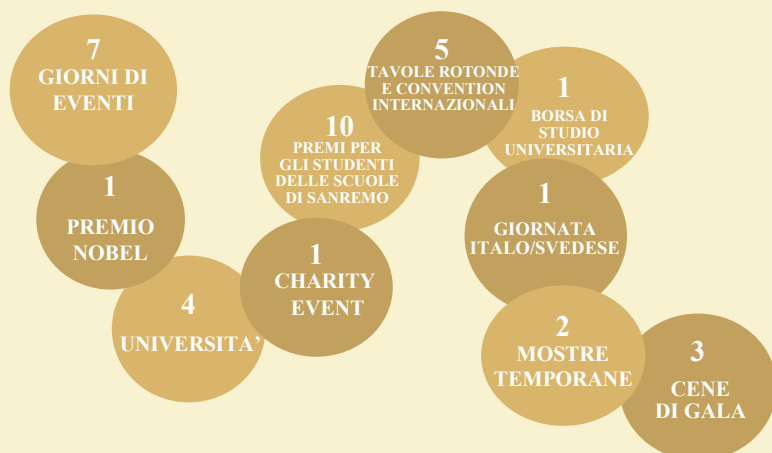 7
GIORNI DI
EVENTI
1
PREMIO
NOBEL
4
UNIVERSITA’
1
CHARITY
EVENT
10
PREMI PER
GLI STUDENTI
DELLE SCUOLE
DI SANREMO
5
TAVOLE ROTONDE
E CONVENTION
INTERNAZIONALI
1
BORSA DI
STUDIO
UNIVERSITARIA
1
GIORNATA
ITALO/SVEDESE
2
MOSTRE
TEMPORANE
3
CENE
DI GALA